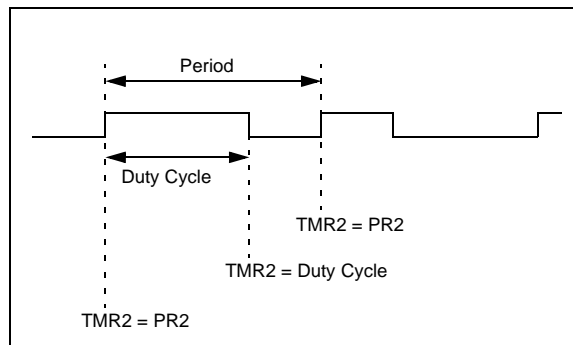 Period
Duty Cycle
TMR2 = PR2
TMR2 = Duty Cycle
TMR2 = PR2